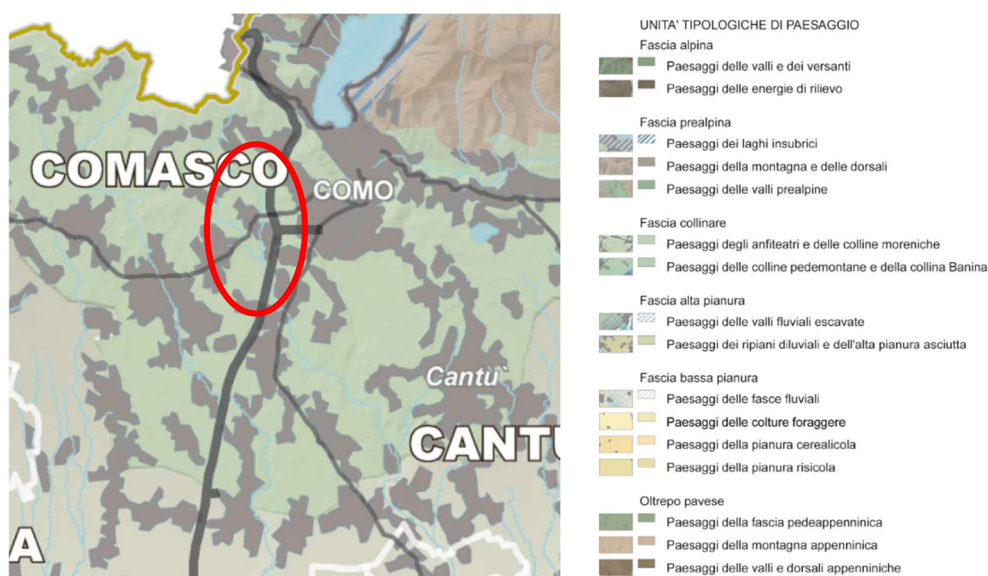 COMASCO
COMO
Cantu`
CANTU
A
UNITA' TIPOLOGICHE DI PAESAGGIO
Fascia alpina
Paesaggi delle valli e dei versanti
Paesaggi delle energie di rilievo
Fascia prealpina
Paesaggi dei laghi insubrici
Paesaggi della montagna e delle dorsali
Paesaggi delle valli prealpine
Fascia collinare
Paesaggi degli anfiteatri e delle colline moreniche
Paesaggi delle colline pedemontane e della collina Banina
Fascia alta pianura
Paesaggi delle valli fluviali escavate
Paesaggi dei ripiani diluviali e dell'alta pianura asciutta
Fascia bassa pianura
Paesaggi delle fasce fluviali
Paesaggi delle colture foraggere
Paesaggi della pianura cerealicola
Paesaggi della pianura risicola
Oltrepo pavese
Paesaggi della fascia pedeappenninica
Paesaggi della montagna appenninica
Paesaggi delle valli e dorsali appenniniche